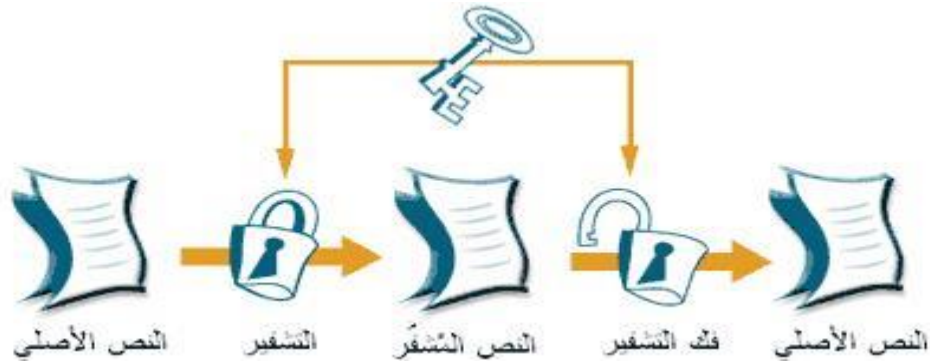 النص الأصلي
التشفير
النص المُشفّر
فك التشفير
النص الأصلي